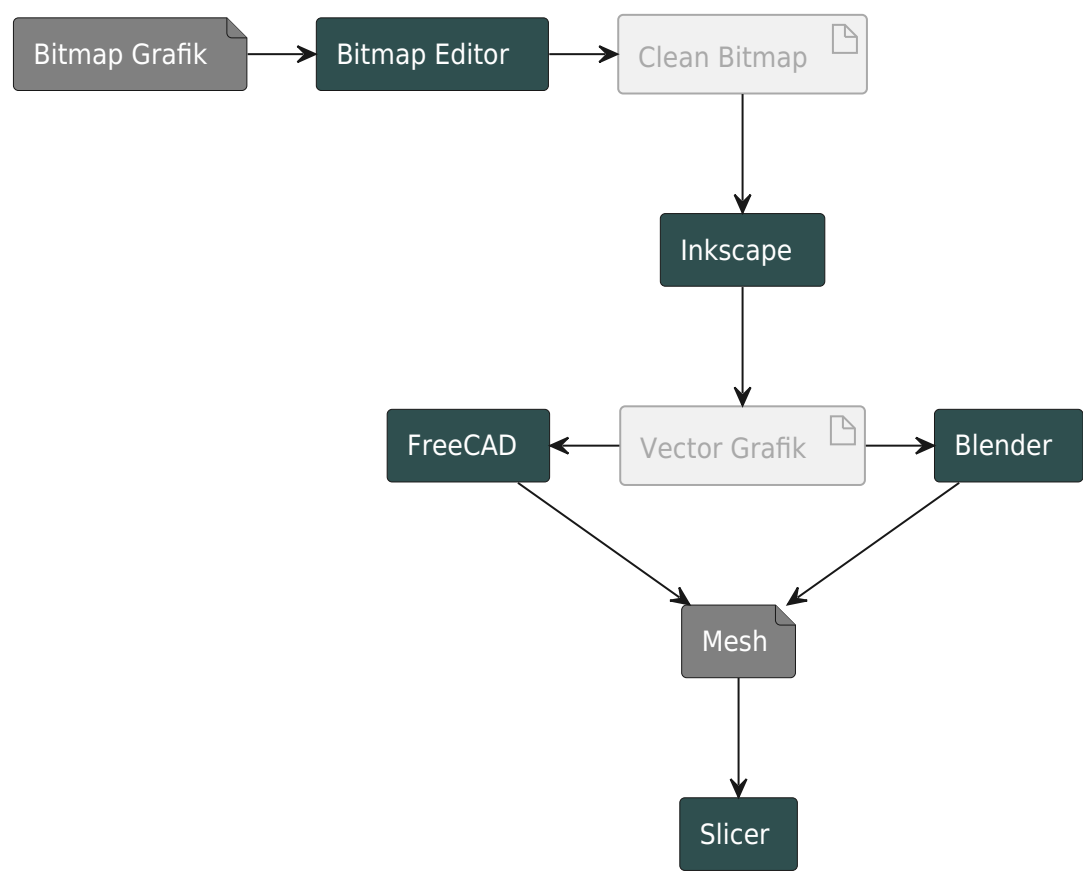 Bitmap Grafik
Bitmap Editor
Clean Bitmap
Inkscape
FreeCAD
Vector Grafik
Blender
Mesh
Slicer